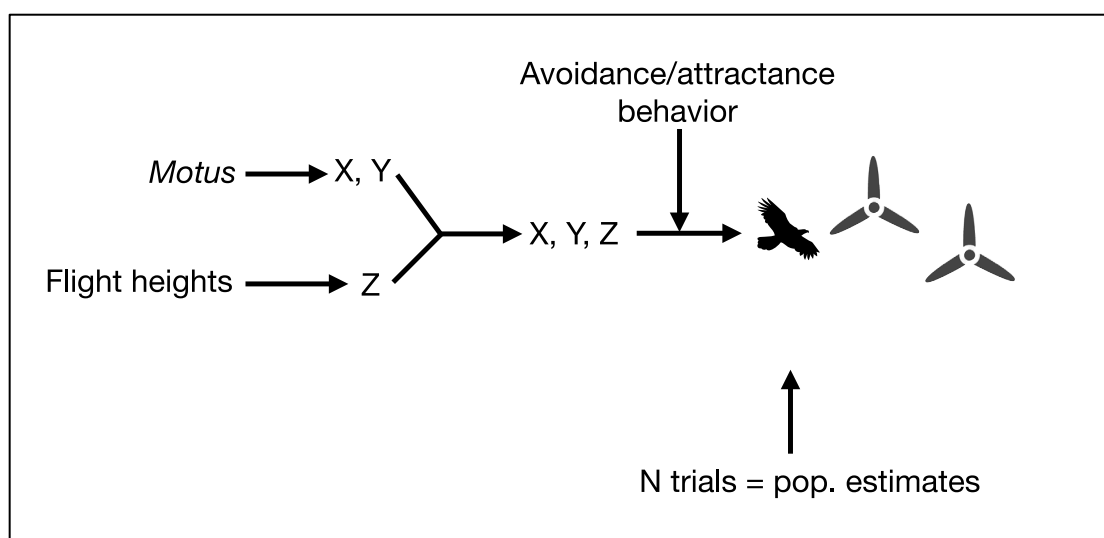 Avoidance/attractance
behavior
Motus
X, Y
X, Y, Z
Flight heights
Z
N trials = pop. estimates